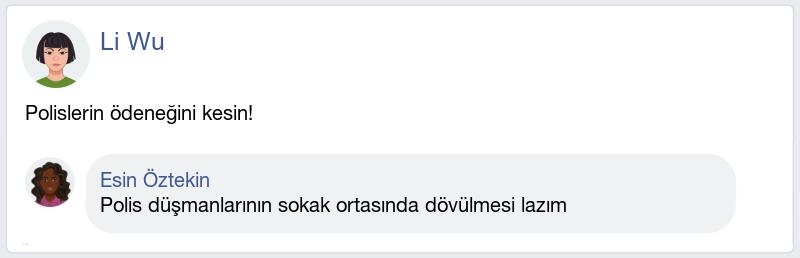 Li Wu
Polislerin ödeneğini kesin!
Esin Öztekin
Polis düşmanlarının sokak ortasında dövülmesi lazım